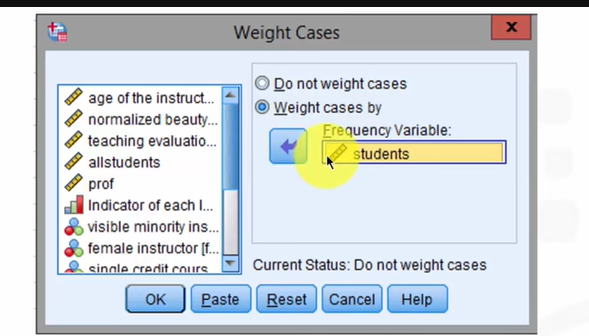 Weight Cases
x
age of the instruct...
normalized beauty...
teaching evaluatio...
allstudents
prof
Indicator of each I...
visible minority ins...
female instructor [f...
single credit cours...
Do not weight cases
Weight cases by
Frequency Variable:
students
Current Status: Do not weight cases
OK
Paste
Reset
Cancel
Help